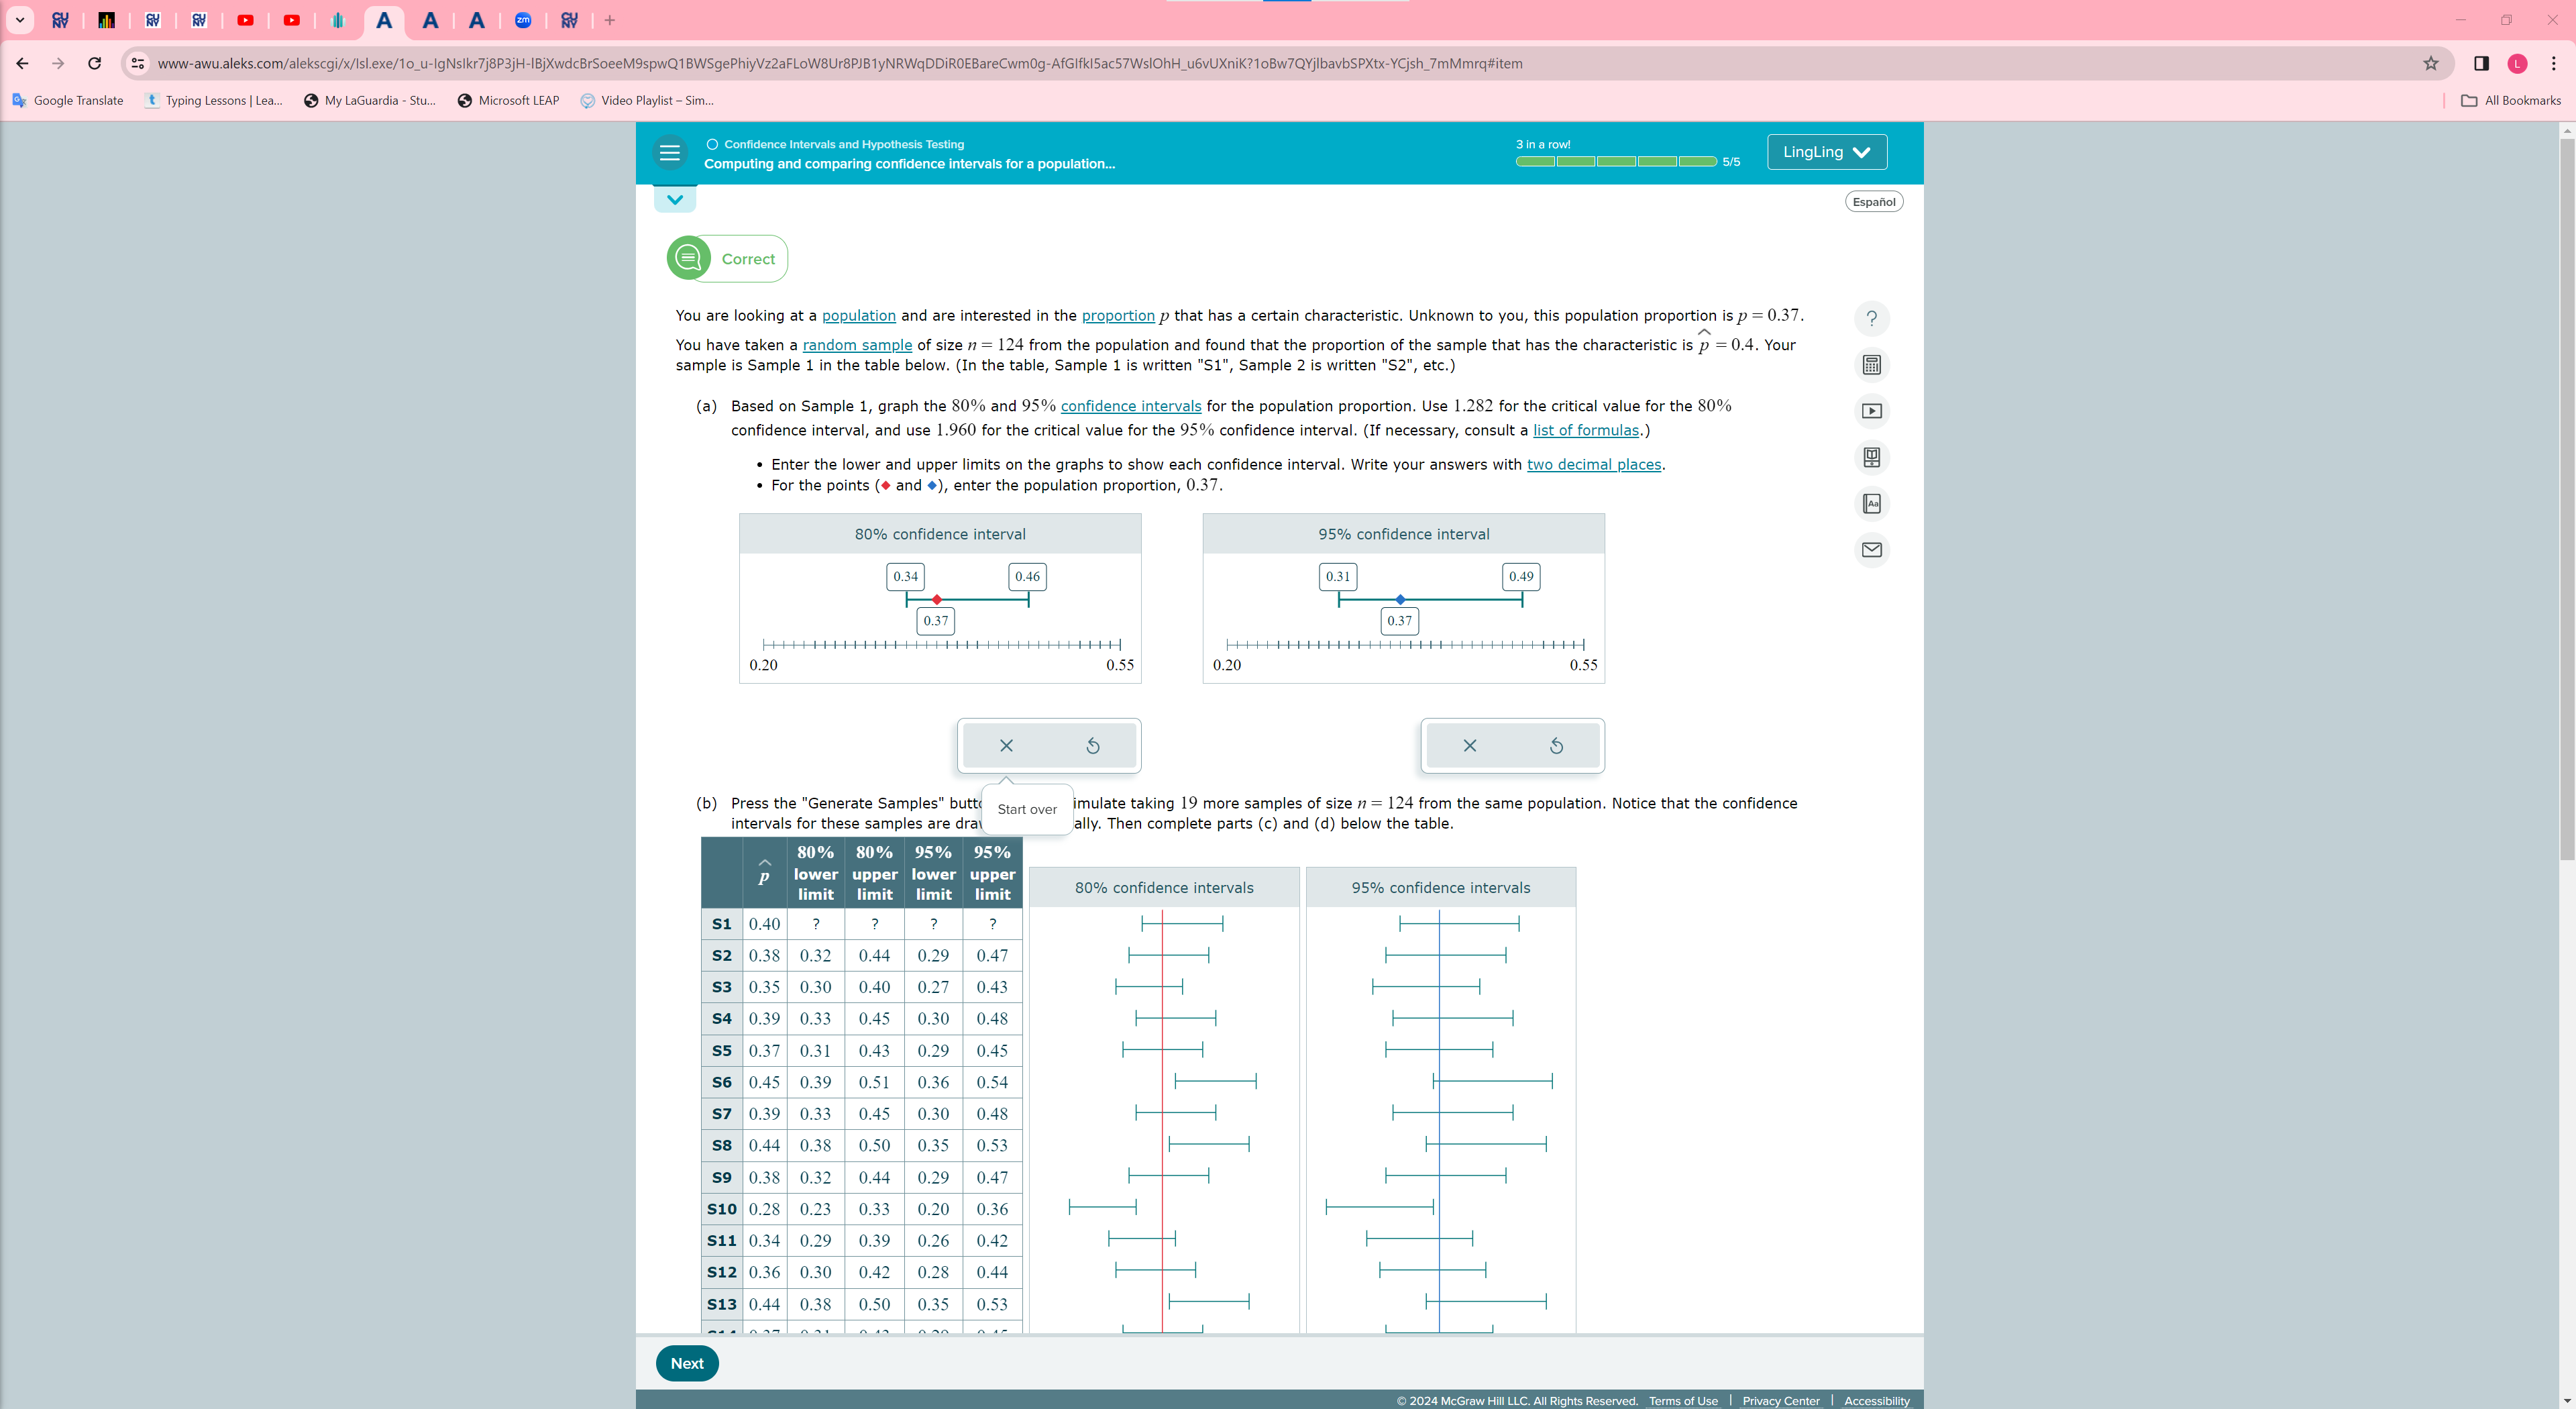 www-awu.aleks.com/alekscgi/x/Isl.exe/1o_u-IgNsIkr7j8P3jH-IBjXwdcBrSoeeM9spwQ1BWSgePhiyVz2aFLoW8Ur8PJB1yNRWqDDiR0EBareCwm0g-AfGIfkI5ac57WslOhH_u6vUXniK?1oBw7QYjlbavbSPXtx-YCjsh_7mMmrq#item
Google Translate
Typing Lessons | Lea...
My LaGuardia - Stu...
Microsoft LEAP
Video Playlist – Sim...
All Bookmarks
Confidence Intervals and Hypothesis Testing
Computing and comparing confidence intervals for a population...
3 in a row!
5/5
LingLing
Español
Correct
You are looking at a population and are interested in the proportion p that has a certain characteristic. Unknown to you, this population proportion is p = 0.37.
You have taken a random sample of size n = 124 from the population and found that the proportion of the sample that has the characteristic is p̂ = 0.4. Your
sample is Sample 1 in the table below. (In the table, Sample 1 is written "S1", Sample 2 is written "S2", etc.)
(a) Based on Sample 1, graph the 80% and 95% confidence intervals for the population proportion. Use 1.282 for the critical value for the 80%
confidence interval, and use 1.960 for the critical value for the 95% confidence interval. (If necessary, consult a list of formulas.)
• Enter the lower and upper limits on the graphs to show each confidence interval. Write your answers with two decimal places.
• For the points (◆ and ◆), enter the population proportion, 0.37.
80% confidence interval
0.34 0.46
0.37
0.20 0.55
95% confidence interval
0.31 0.49
0.37
0.20 0.55
Start over
(b) Press the "Generate Samples" butt imulate taking 19 more samples of size n = 124 from the same population. Notice that the confidence
intervals for these samples are dra ally. Then complete parts (c) and (d) below the table.
p̂ 80% lower limit 80% upper limit 95% lower limit 95% upper limit
S1 0.40 ? ? ? ?
S2 0.38 0.32 0.44 0.29 0.47
S3 0.35 0.30 0.40 0.27 0.43
S4 0.39 0.33 0.45 0.30 0.48
S5 0.37 0.31 0.43 0.29 0.45
S6 0.45 0.39 0.51 0.36 0.54
S7 0.39 0.33 0.45 0.30 0.48
S8 0.44 0.38 0.50 0.35 0.53
S9 0.38 0.32 0.44 0.29 0.47
S10 0.28 0.23 0.33 0.20 0.36
S11 0.34 0.29 0.39 0.26 0.42
S12 0.36 0.30 0.42 0.28 0.44
S13 0.44 0.38 0.50 0.35 0.53
80% confidence intervals
95% confidence intervals
Next
© 2024 McGraw Hill LLC. All Rights Reserved. Terms of Use | Privacy Center | Accessibility